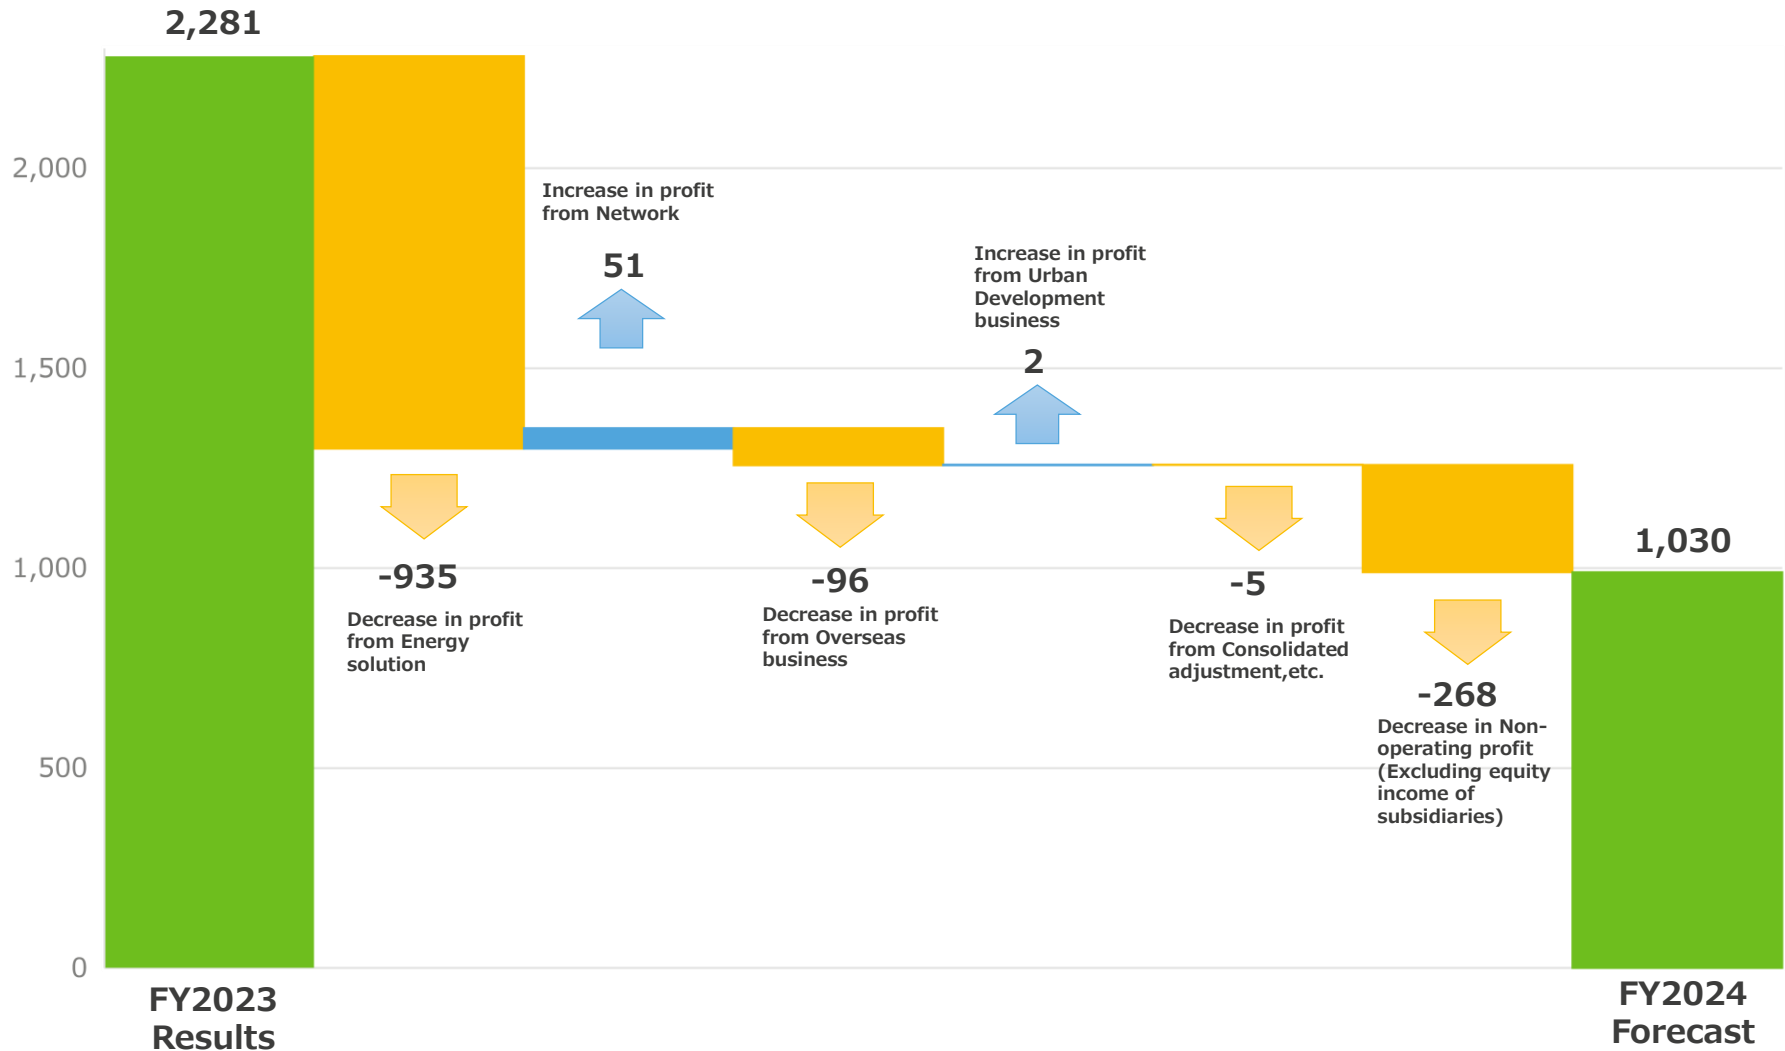 2,281
2,000
1,500
1,000
500
0
Increase in profit
from Network
51
Increase in profit
from Urban
Development
business
2
-935
Decrease in profit
from Energy
solution
-96
Decrease in profit
from Overseas
business
-5
Decrease in profit
from Consolidated
adjustment,etc.
-268
Decrease in Non-
operating profit
(Excluding equity
income of
subsidiaries)
1,030
FY2023
Results
FY2024
Forecast